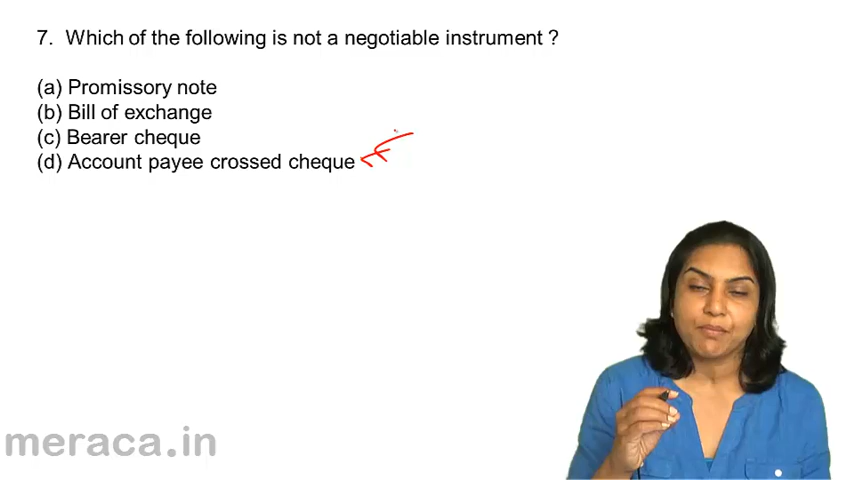 7. Which of the following is not a negotiable instrument ?
(a) Promissory note
(b) Bill of exchange
(c) Bearer cheque
(d) Account payee crossed cheque
meraca.in